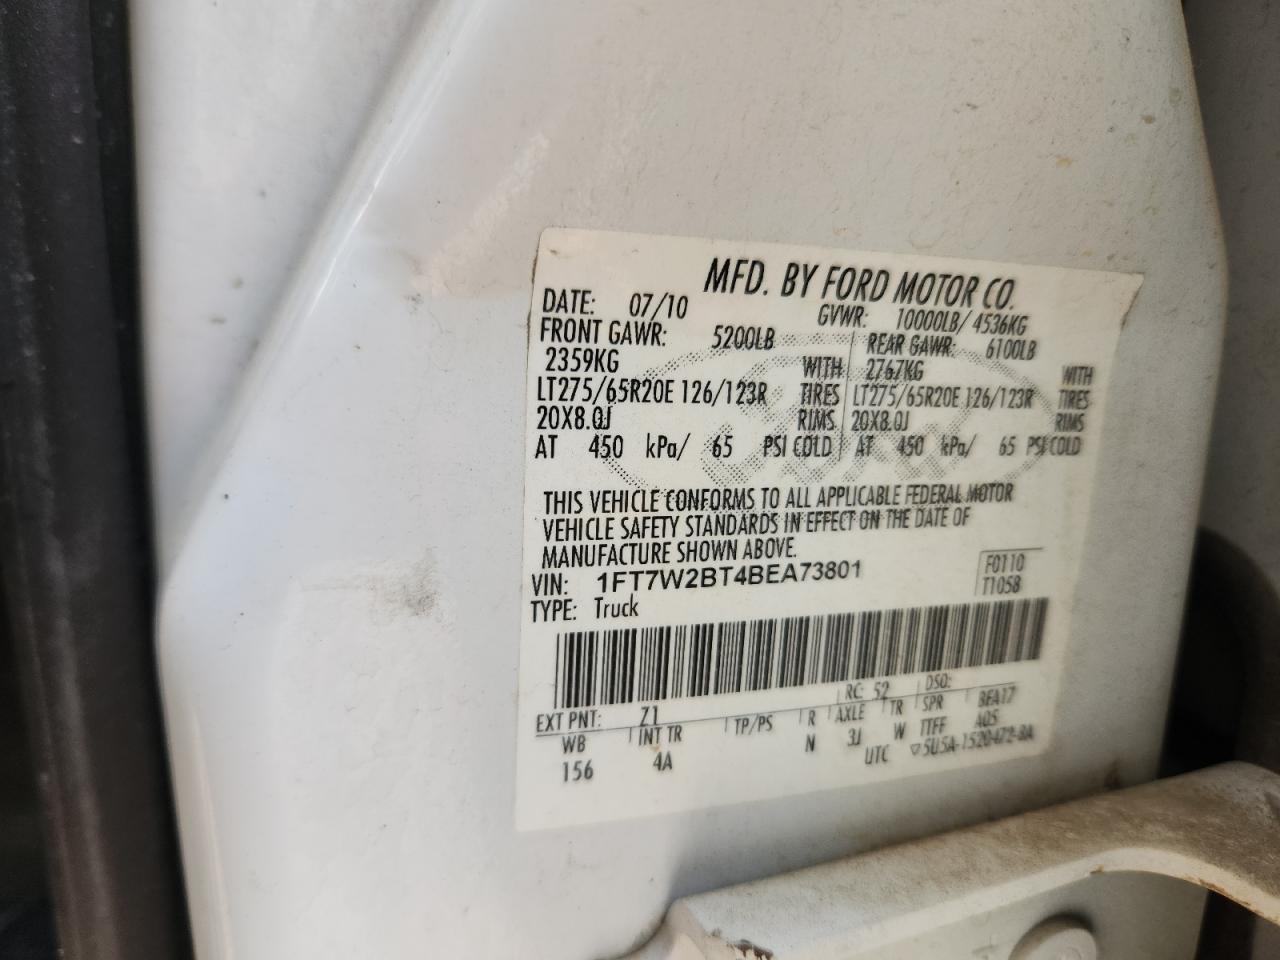 MFD. BY FORD MOTOR CO.
DATE: 07/10 GVWR: 10000LB/ 4536KG
FRONT GAWR: 5200LB REAR GAWR: 6100LB
2359KG WITH 2767KG WITH
LT275/65R20E 126/123R TIRES LT275/65R20E 126/123R TIRES
20X8.0J RIMS 20X8.0J RIMS
AT 450 kPa/ 65 PSI COLD AT 450 kPa/ 65 PSI COLD
THIS VEHICLE CONFORMS TO ALL APPLICABLE FEDERAL MOTOR
VEHICLE SAFETY STANDARDS IN EFFECT ON THE DATE OF
MANUFACTURE SHOWN ABOVE.
VIN: 1FT7W2BT4BEA73801 F0110
TYPE: Truck T1058
EXT PNT: Z1 RC: 52 DSO:
WB INT TR TP/PS R AXLE TR SPR BEA17
156 4A N 3J W TTFF A05
UTC ▽5U5A-1520472-BA
Ford